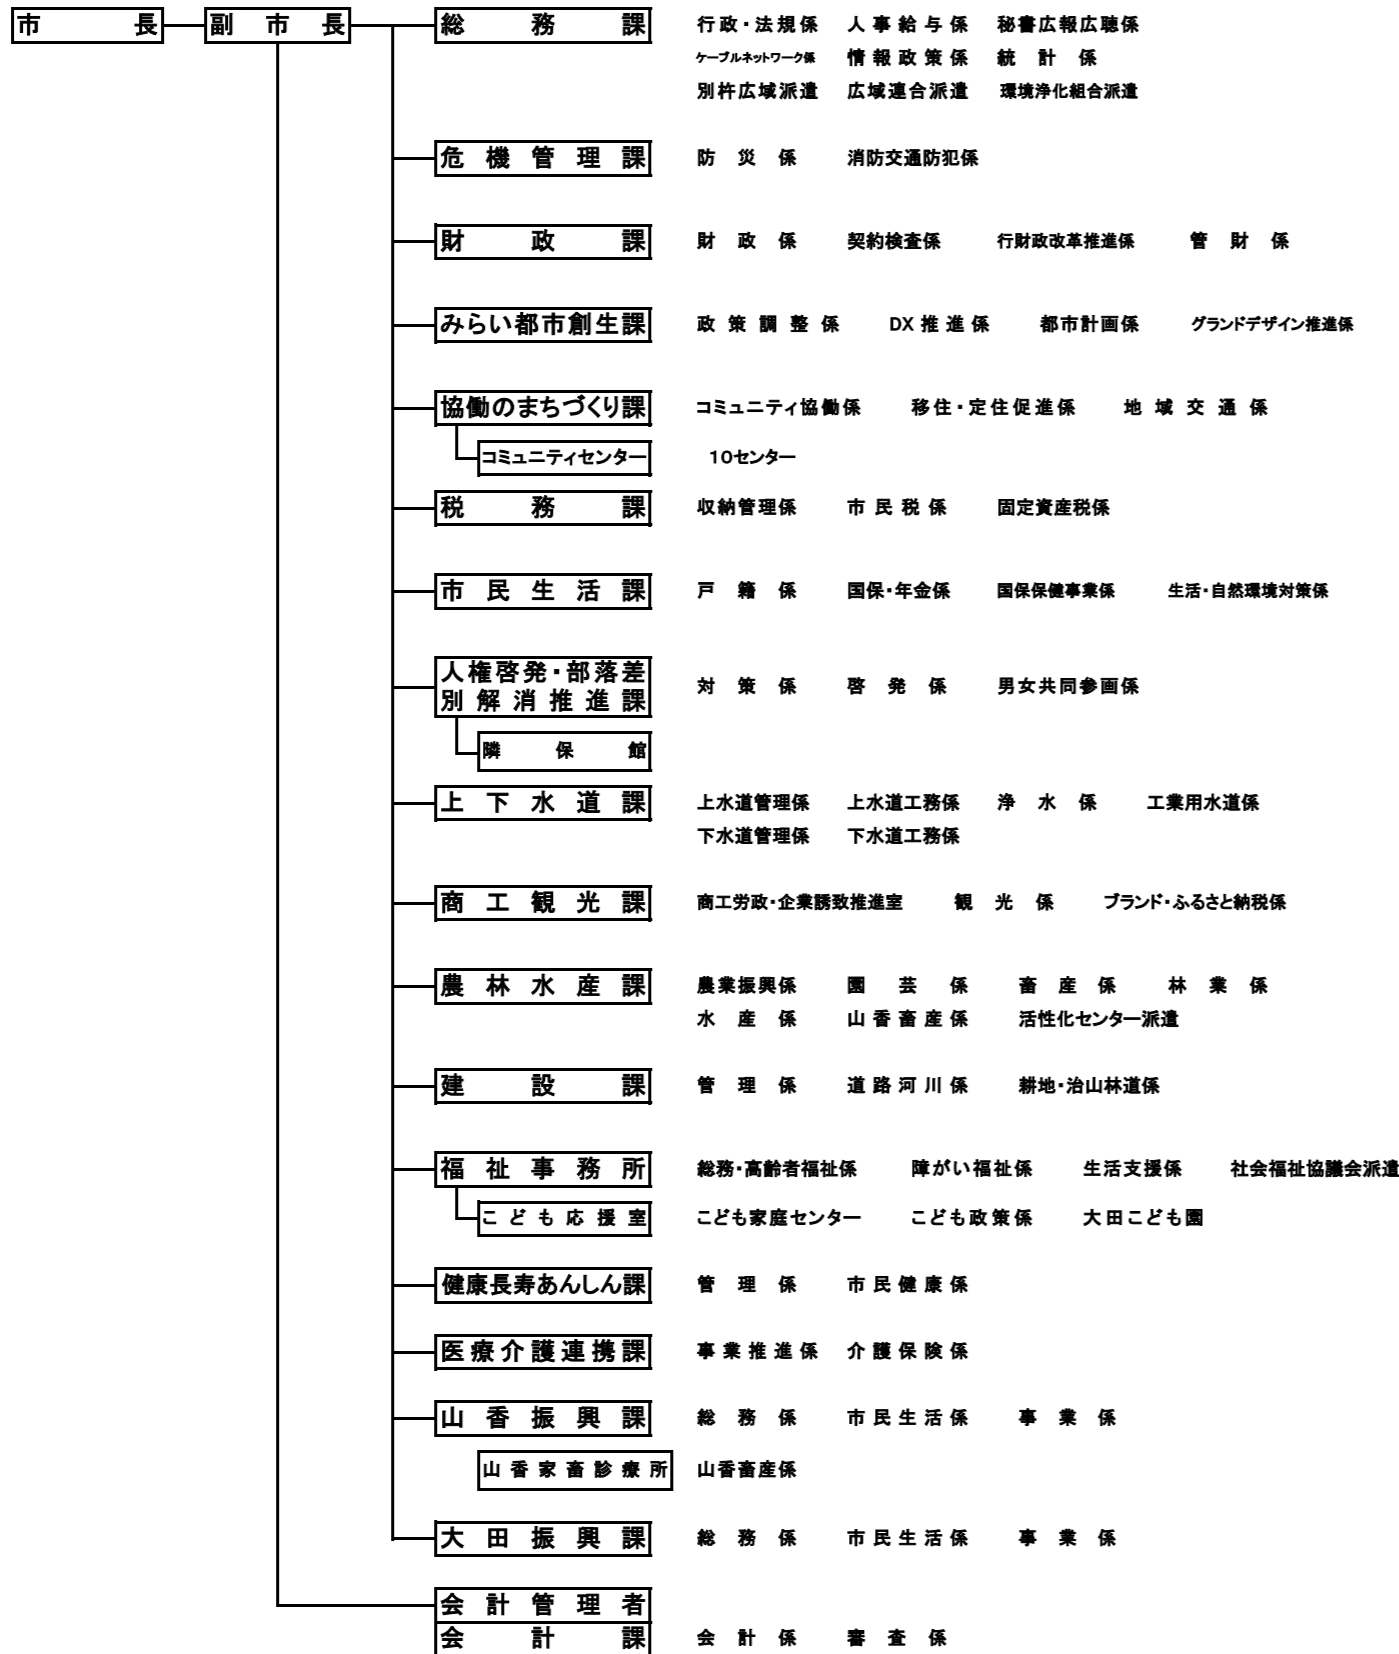 市長 副市長 総務課 行政・法規係 人事給与係 秘書広報広聴係
ケーブルネットワーク係 情報政策係 統計係
別杵広域派遣 広域連合派遣 環境浄化組合派遣
危機管理課 防災係 消防交通防犯係
財政課 財政係 契約検査係 行財政改革推進係 管財係
みらい都市創生課 政策調整係 DX推進係 都市計画係 グランドデザイン推進係
協働のまちづくり課 コミュニティ協働係 移住・定住促進係 地域交通係
コミュニティセンター 10センター
税務課 収納管理係 市民税係 固定資産税係
市民生活課 戸籍係 国保・年金係 国保保健事業係 生活・自然環境対策係
人権啓発・部落差
別解消推進課 対策係 啓発係 男女共同参画係
隣保館
上下水道課 上水道管理係 上水道工務係 浄水係 工業用水道係
下水道管理係 下水道工務係
商工観光課 商工労政・企業誘致推進室 観光係 ブランド・ふるさと納税係
農林水産課 農業振興係 園芸係 畜産係 林業係
水産係 山香畜産係 活性化センター派遣
建設課 管理係 道路河川係 耕地・治山林道係
福祉事務所 総務・高齢者福祉係 障がい福祉係 生活支援係 社会福祉協議会派遣
こども応援室 こども家庭センター こども政策係 大田こども園
健康長寿あんしん課 管理係 市民健康係
医療介護連携課 事業推進係 介護保険係
山香振興課 総務係 市民生活係 事業係
山香家畜診療所 山香畜産係
大田振興課 総務係 市民生活係 事業係
会計管理者
会計課 会計係 審査係